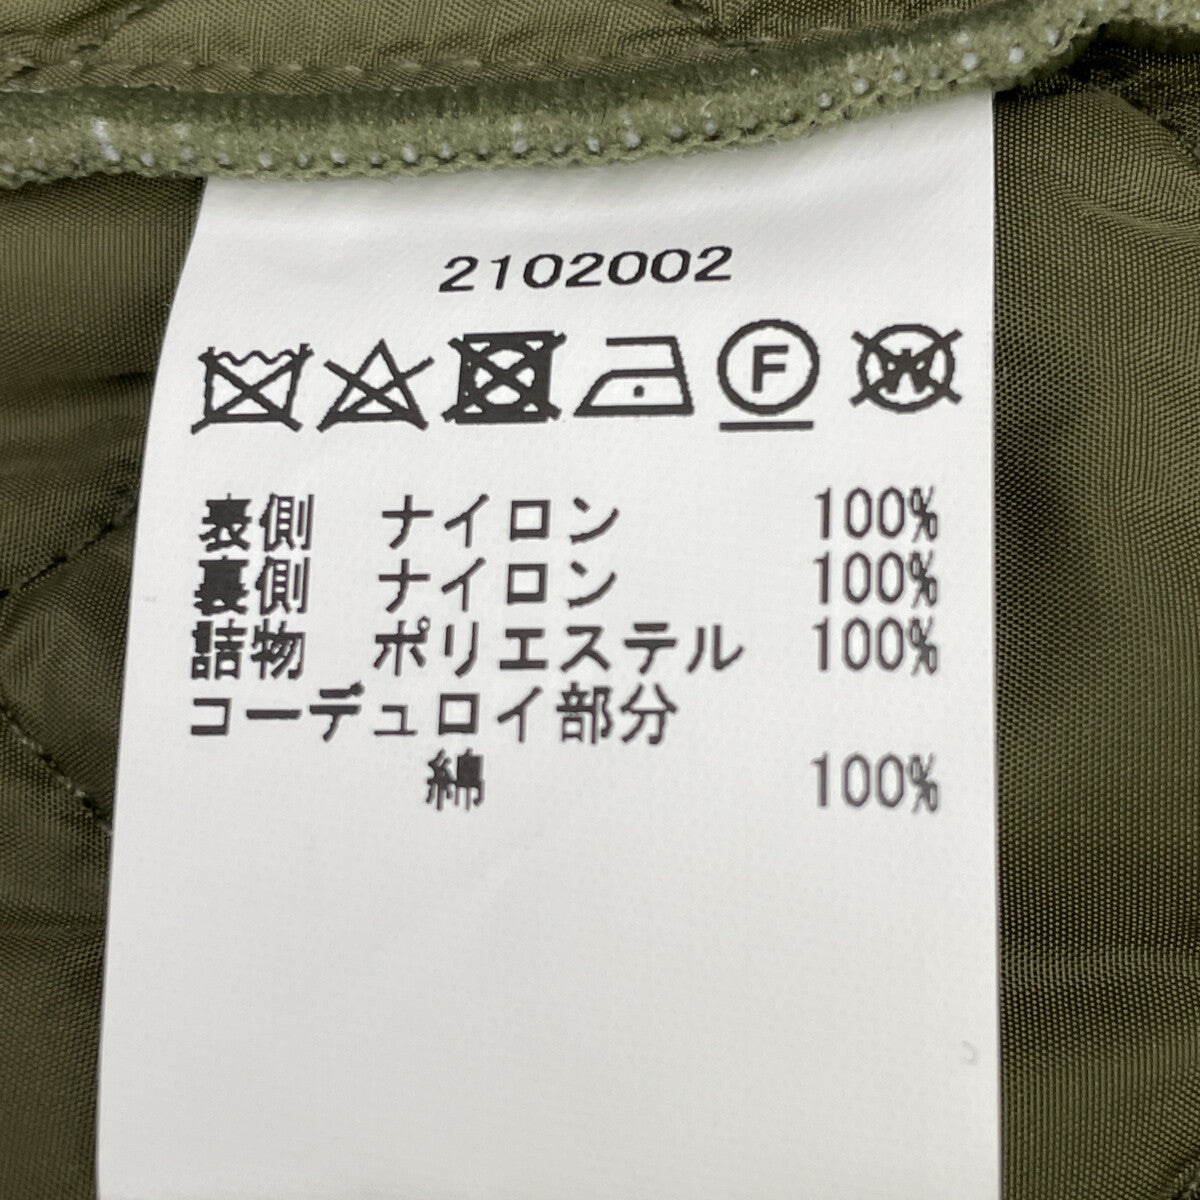 2102002
F W
表側 ナイロン 100%
裏側 ナイロン 100%
詰物 ポリエステル 100%
コーデュロイ部分
綿 100%